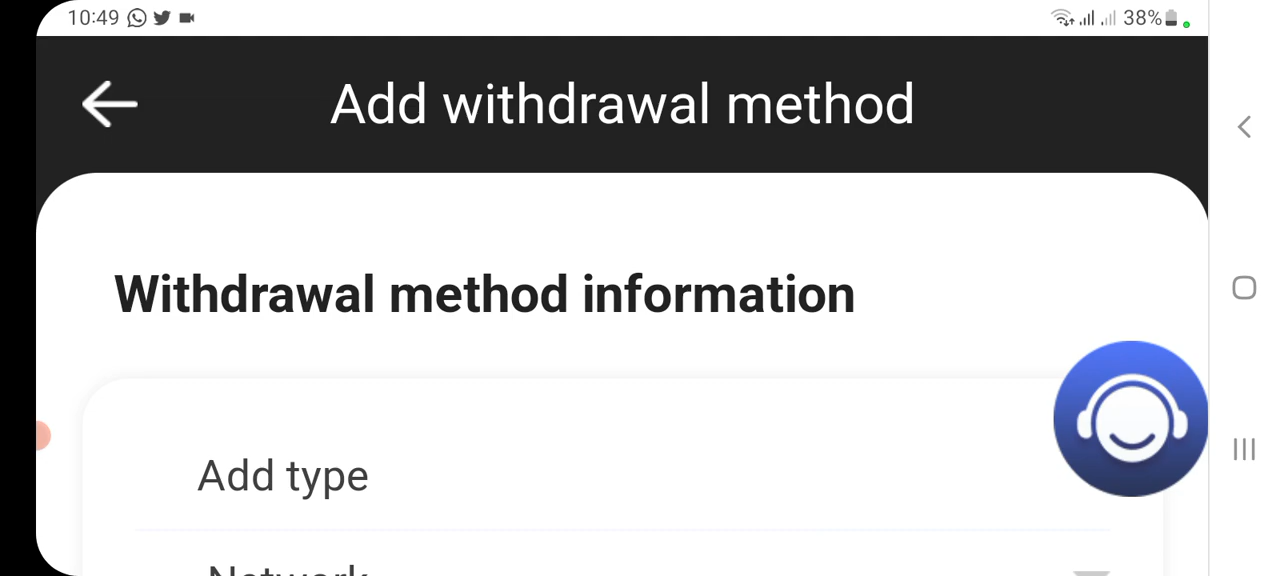 10:49 38%
Add withdrawal method
Withdrawal method information
Add type
Network